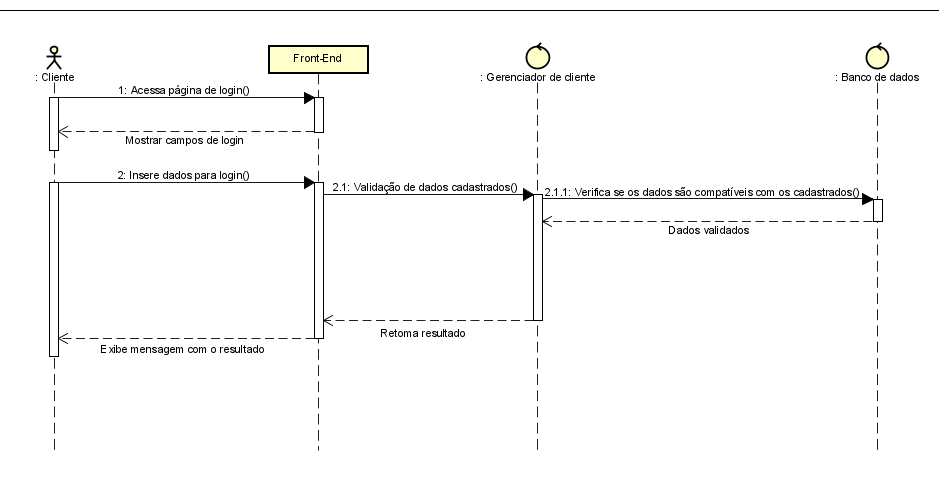 Front-End
: Cliente
: Gerenciador de cliente
: Banco de dados
1: Acessa página de login()
Mostrar campos de login
2: Insere dados para login()
2.1: Validação de dados cadastrados()
2.1.1: Verifica se os dados são compatíveis com os cadastrados()
Dados validados
Retorna resultado
Exibe mensagem com o resultado